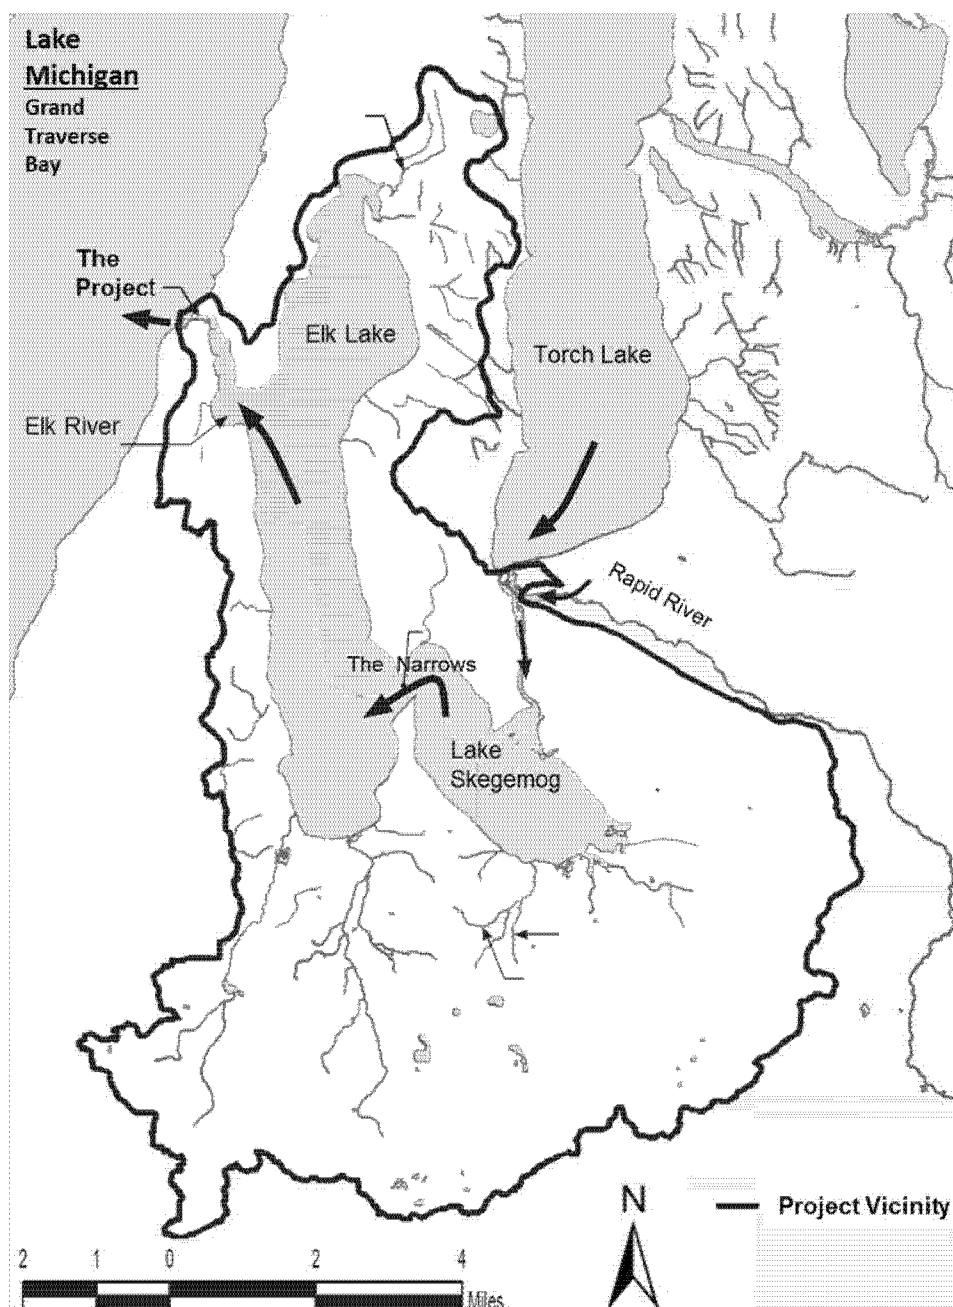 Lake
Michigan
Grand
Traverse
Bay
The
Project
Elk Lake
Torch Lake
Elk River
Rapid River
The Narrows
Lake
Skegemog
N
Project Vicinity
2 1 0 2 4
Miles